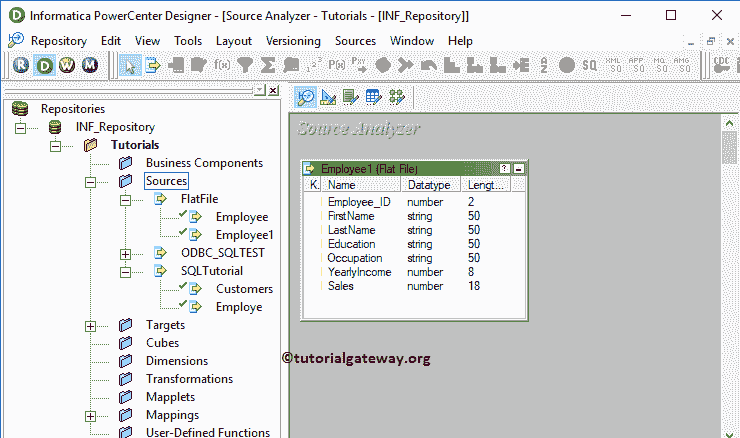 Informatica PowerCenter Designer - [Source Analyzer - Tutorials - [INF_Repository]]
Repository Edit View Tools Layout Versioning Sources Window Help
R D W M
Repositories
INF_Repository
Tutorials
Business Components
Sources
FlatFile
Employee
Employee1
ODBC_SQLTEST
SQLTutorial
Customers
Employe
Targets
Cubes
Dimensions
Transformations
Mapplets
Mappings
User-Defined Functions
Source Analyzer
Employee1 (Flat File)
K. Name Datatype Lengt...
Employee_ID number 2
FirstName string 50
LastName string 50
Education string 50
Occupation string 50
YearlyIncome number 8
Sales number 18
©tutorialgateway.org